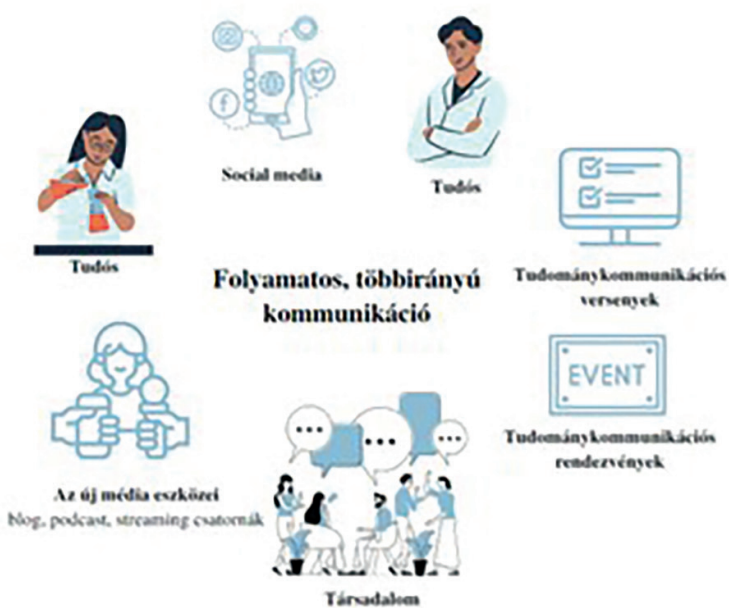 Social media
Tudós
Tudós
Folyamatos, többirányú
kommunikáció
Tudománykommunikációs
versenyek
EVENT
Tudománykommunikációs
rendezvények
Az új média eszközei
blog, podcast, streaming csatornák
Társadalom